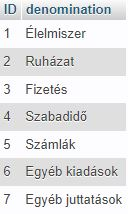 ID denomination
1 Élelmiszer
2 Ruházat
3 Fizetés
4 Szabadidő
5 Számlák
6 Egyéb kiadások
7 Egyéb juttatások